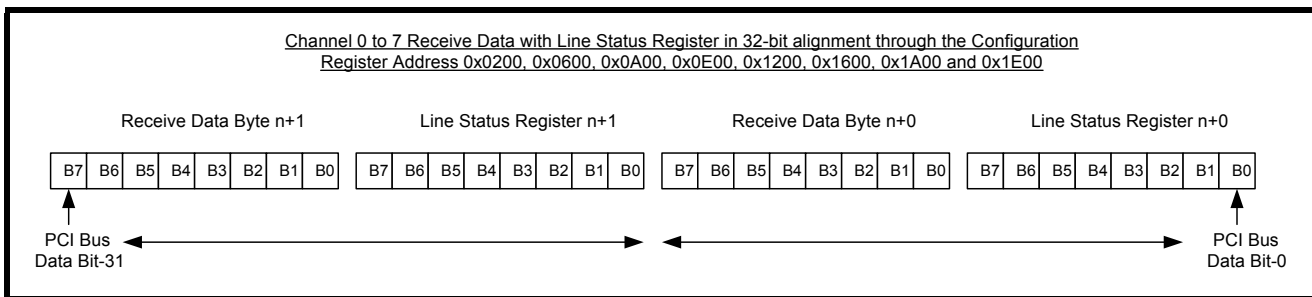 Channel 0 to 7 Receive Data with Line Status Register in 32-bit alignment through the Configuration
Register Address 0x0200, 0x0600, 0x0A00, 0x0E00, 0x1200, 0x1600, 0x1A00 and 0x1E00
Receive Data Byte n+1 Line Status Register n+1 Receive Data Byte n+0 Line Status Register n+0
B7 B6 B5 B4 B3 B2 B1 B0 B7 B6 B5 B4 B3 B2 B1 B0 B7 B6 B5 B4 B3 B2 B1 B0 B7 B6 B5 B4 B3 B2 B1 B0
PCI Bus PCI Bus
Data Bit-31 Data Bit-0